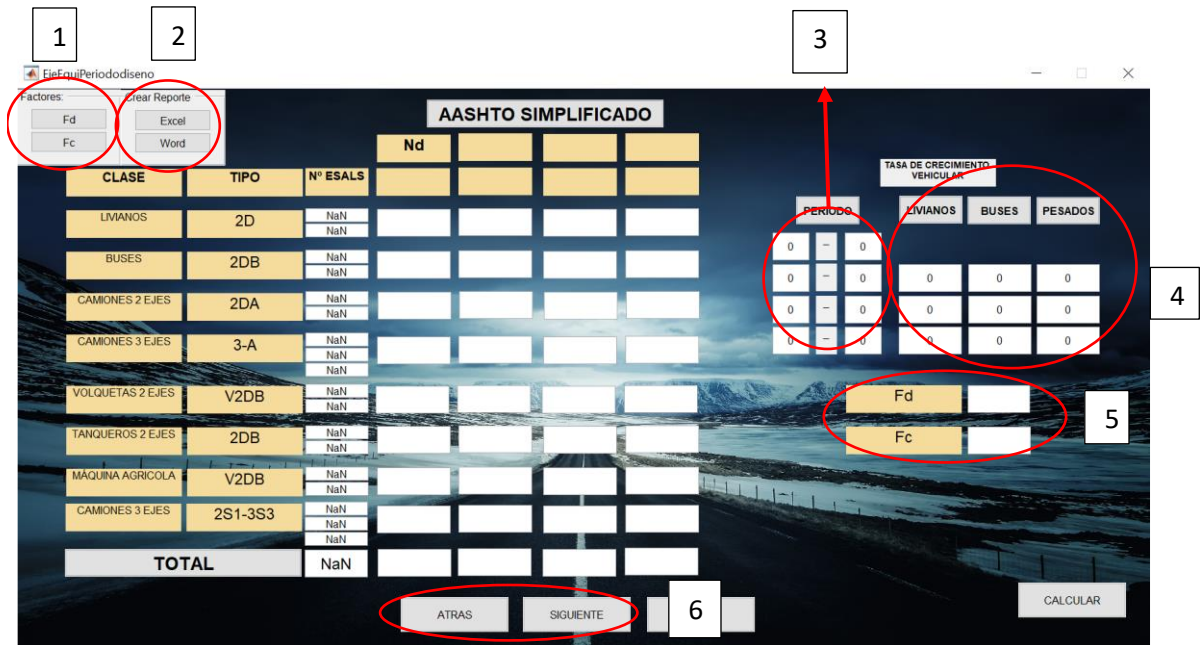 1
2
3
EjeEquiPeriododiseno
Factores:
Crear Reporte
Fd
Excel
Fc
Word
AASHTO SIMPLIFICADO
Nd
TASA DE CRECIMIENTO
VEHICULAR
CLASE TIPO Nº ESALS
PERIODO LIVIANOS BUSES PESADOS
LIVIANOS 2D NaN
NaN
0 - 0
BUSES 2DB NaN
NaN
0 - 0 0 0 0
CAMIONES 2 EJES 2DA NaN
NaN
0 - 0 0 0 0
4
CAMIONES 3 EJES 3-A NaN
NaN
NaN
0 - 0 0 0 0
VOLQUETAS 2 EJES V2DB NaN
NaN
Fd
5
TANQUEROS 2 EJES 2DB NaN
NaN
Fc
MÁQUINA AGRICOLA V2DB NaN
NaN
CAMIONES 3 EJES 2S1-3S3 NaN
NaN
NaN
TOTAL NaN
ATRAS SIGUIENTE
6
CALCULAR